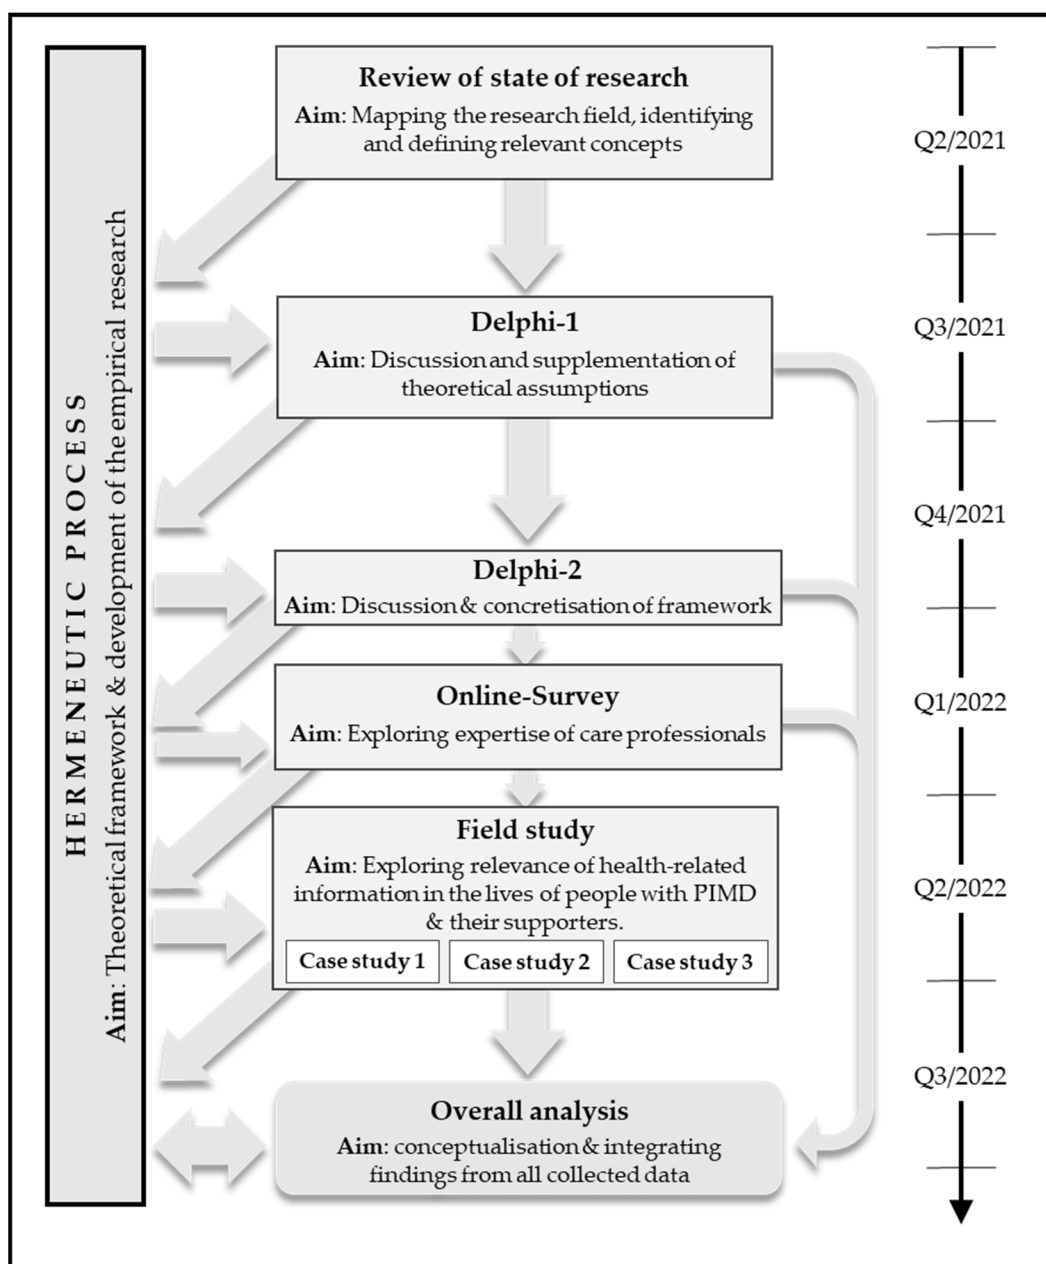 HERMENEUTIC PROCESS
Aim: Theoretical framework & development of the empirical research
Review of state of research
Aim: Mapping the research field, identifying
and defining relevant concepts
Delphi-1
Aim: Discussion and supplementation of
theoretical assumptions
Delphi-2
Aim: Discussion & concretisation of framework
Online-Survey
Aim: Exploring expertise of care professionals
Field study
Aim: Exploring relevance of health-related
information in the lives of people with PIMD
& their supporters.
Case study 1
Case study 2
Case study 3
Overall analysis
Aim: conceptualisation & integrating
findings from all collected data
Q2/2021
Q3/2021
Q4/2021
Q1/2022
Q2/2022
Q3/2022